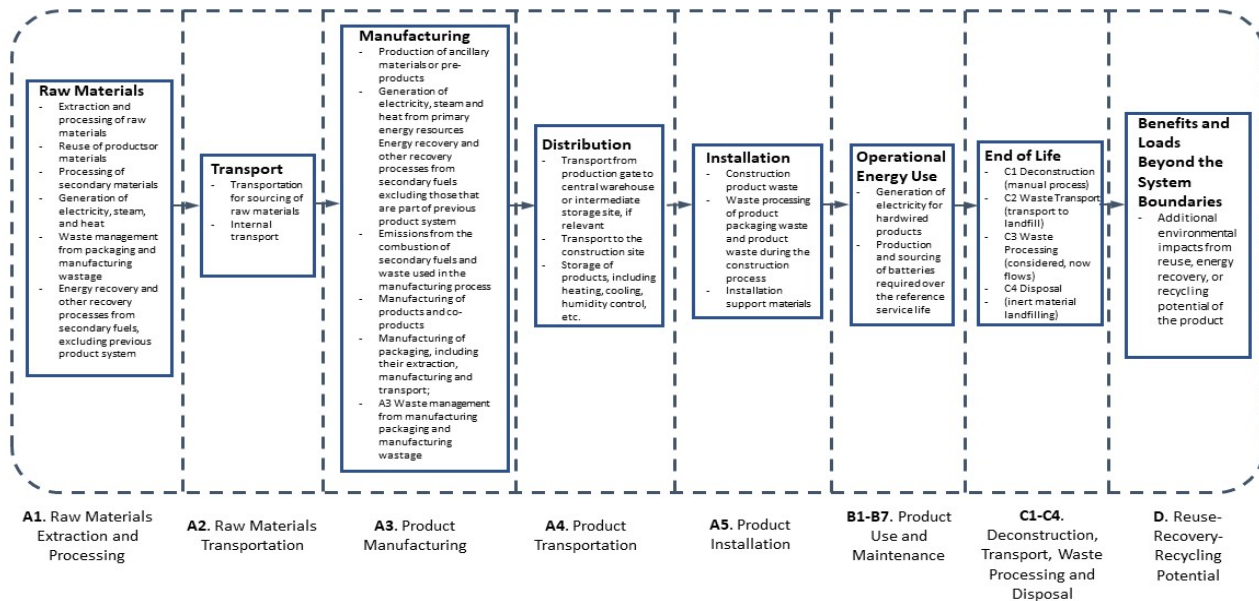 Raw Materials
- Extraction and
processing of raw
materials
- Reuse of productsor
materials
- Processing of
secondary materials
- Generation of
electricity, steam,
and heat
- Waste management
from packaging and
manufacturing
wastage
- Energy recovery and
other recovery
processes from
secondary fuels,
excluding previous
product system
Transport
- Transportation
for sourcing of
raw materials
- Internal
transport
Manufacturing
- Production of ancillary
materials or pre-
products
- Generation of
electricity, steam and
heat from primary
energy resources
Energy recovery and
other recovery
processes from
secondary fuels
excluding those that
are part of previous
product system
- Emissions from the
combustion of
secondary fuels and
waste used in the
manufacturing process
- Manufacturing of
products and co-
products
- Manufacturing of
packaging, including
their extraction,
manufacturing and
transport;
- A3 Waste management
from manufacturing
packaging and
manufacturing
wastage
Distribution
- Transport from
production gate to
central warehouse
or intermediate
storage site, if
relevant
- Transport to the
construction site
- Storage of
products, including
heating, cooling,
humidity control,
etc.
Installation
- Construction
product waste
- Waste processing
of product
packaging waste
and product
waste during the
construction
process
- Installation
support materials
Operational
Energy Use
- Generation of
electricity for
hardwired
products
- Production
and sourcing of
batteries
required over
the reference
service life
End of Life
- C1 Deconstruction
(manual process)
- C2 Waste Transport
(transport to
landfill)
- C3 Waste
Processing
(considered, now
flows)
- C4 Disposal
- (inert material
landfilling)
Benefits and
Loads
Beyond the
System
Boundaries
- Additional
environmental
impacts from
reuse, energy
recovery, or
recycling
potential of
the product
A1. Raw Materials
Extraction and
Processing
A2. Raw Materials
Transportation
A3. Product
Manufacturing
A4. Product
Transportation
A5. Product
Installation
B1-B7. Product
Use and
Maintenance
C1-C4.
Deconstruction,
Transport, Waste
Processing and
Disposal
D. Reuse-
Recovery-
Recycling
Potential